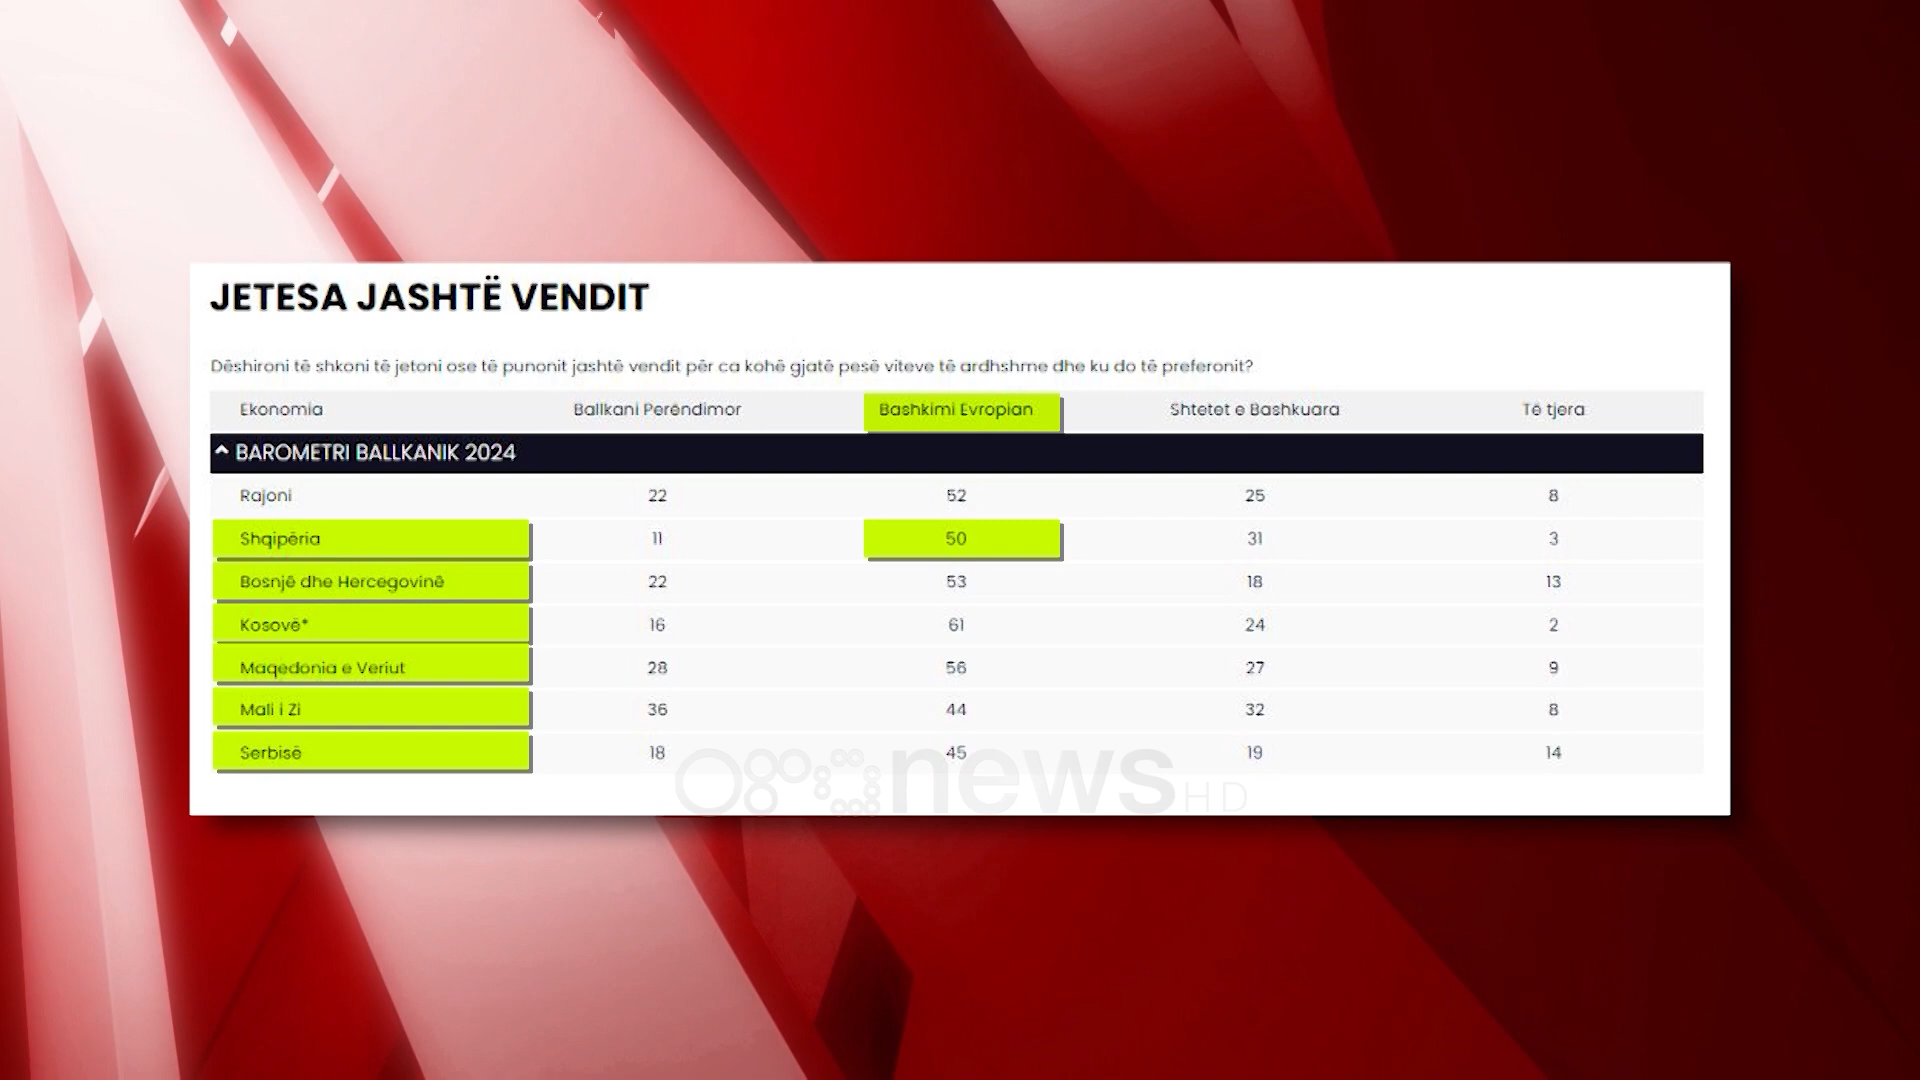 JETESA JASHTË VENDIT
Dëshironi të shkoni të jetoni ose të punonit jashtë vendit për ca kohë gjatë pesë viteve të ardhshme dhe ku do të preferonit?
Ekonomia Ballkani Perëndimor Bashkimi Evropian Shtetet e Bashkuara Të tjera
BAROMETRI BALLKANIK 2024
Rajoni 22 52 25 8
Shqipëria 11 50 31 3
Bosnjë dhe Hercegovinë 22 53 18 13
Kosovë* 16 61 24 2
Maqedonia e Veriut 28 56 27 9
Mali i Zi 36 44 32 8
Serbisë 18 45 19 14
news HD